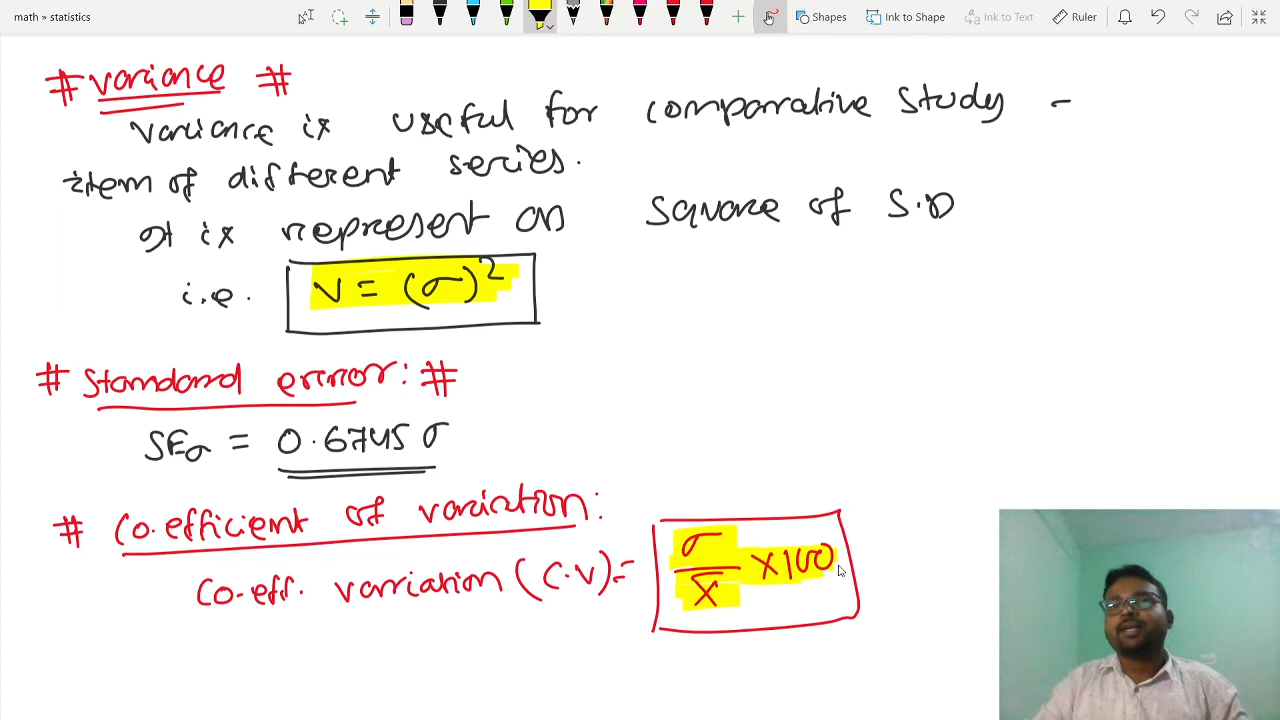 math » statistics
Shapes
Ink to Shape
Ink to Text
Ruler
# variance #
variance is useful for comparative study -
item of different series.
It is represent as square of S.D
i.e. V = (σ)²
# Standard error: #
SEσ = 0.6745 σ
# Co.efficient of variation:
Co.eff. variation (C.V) = σ/x̄ × 100